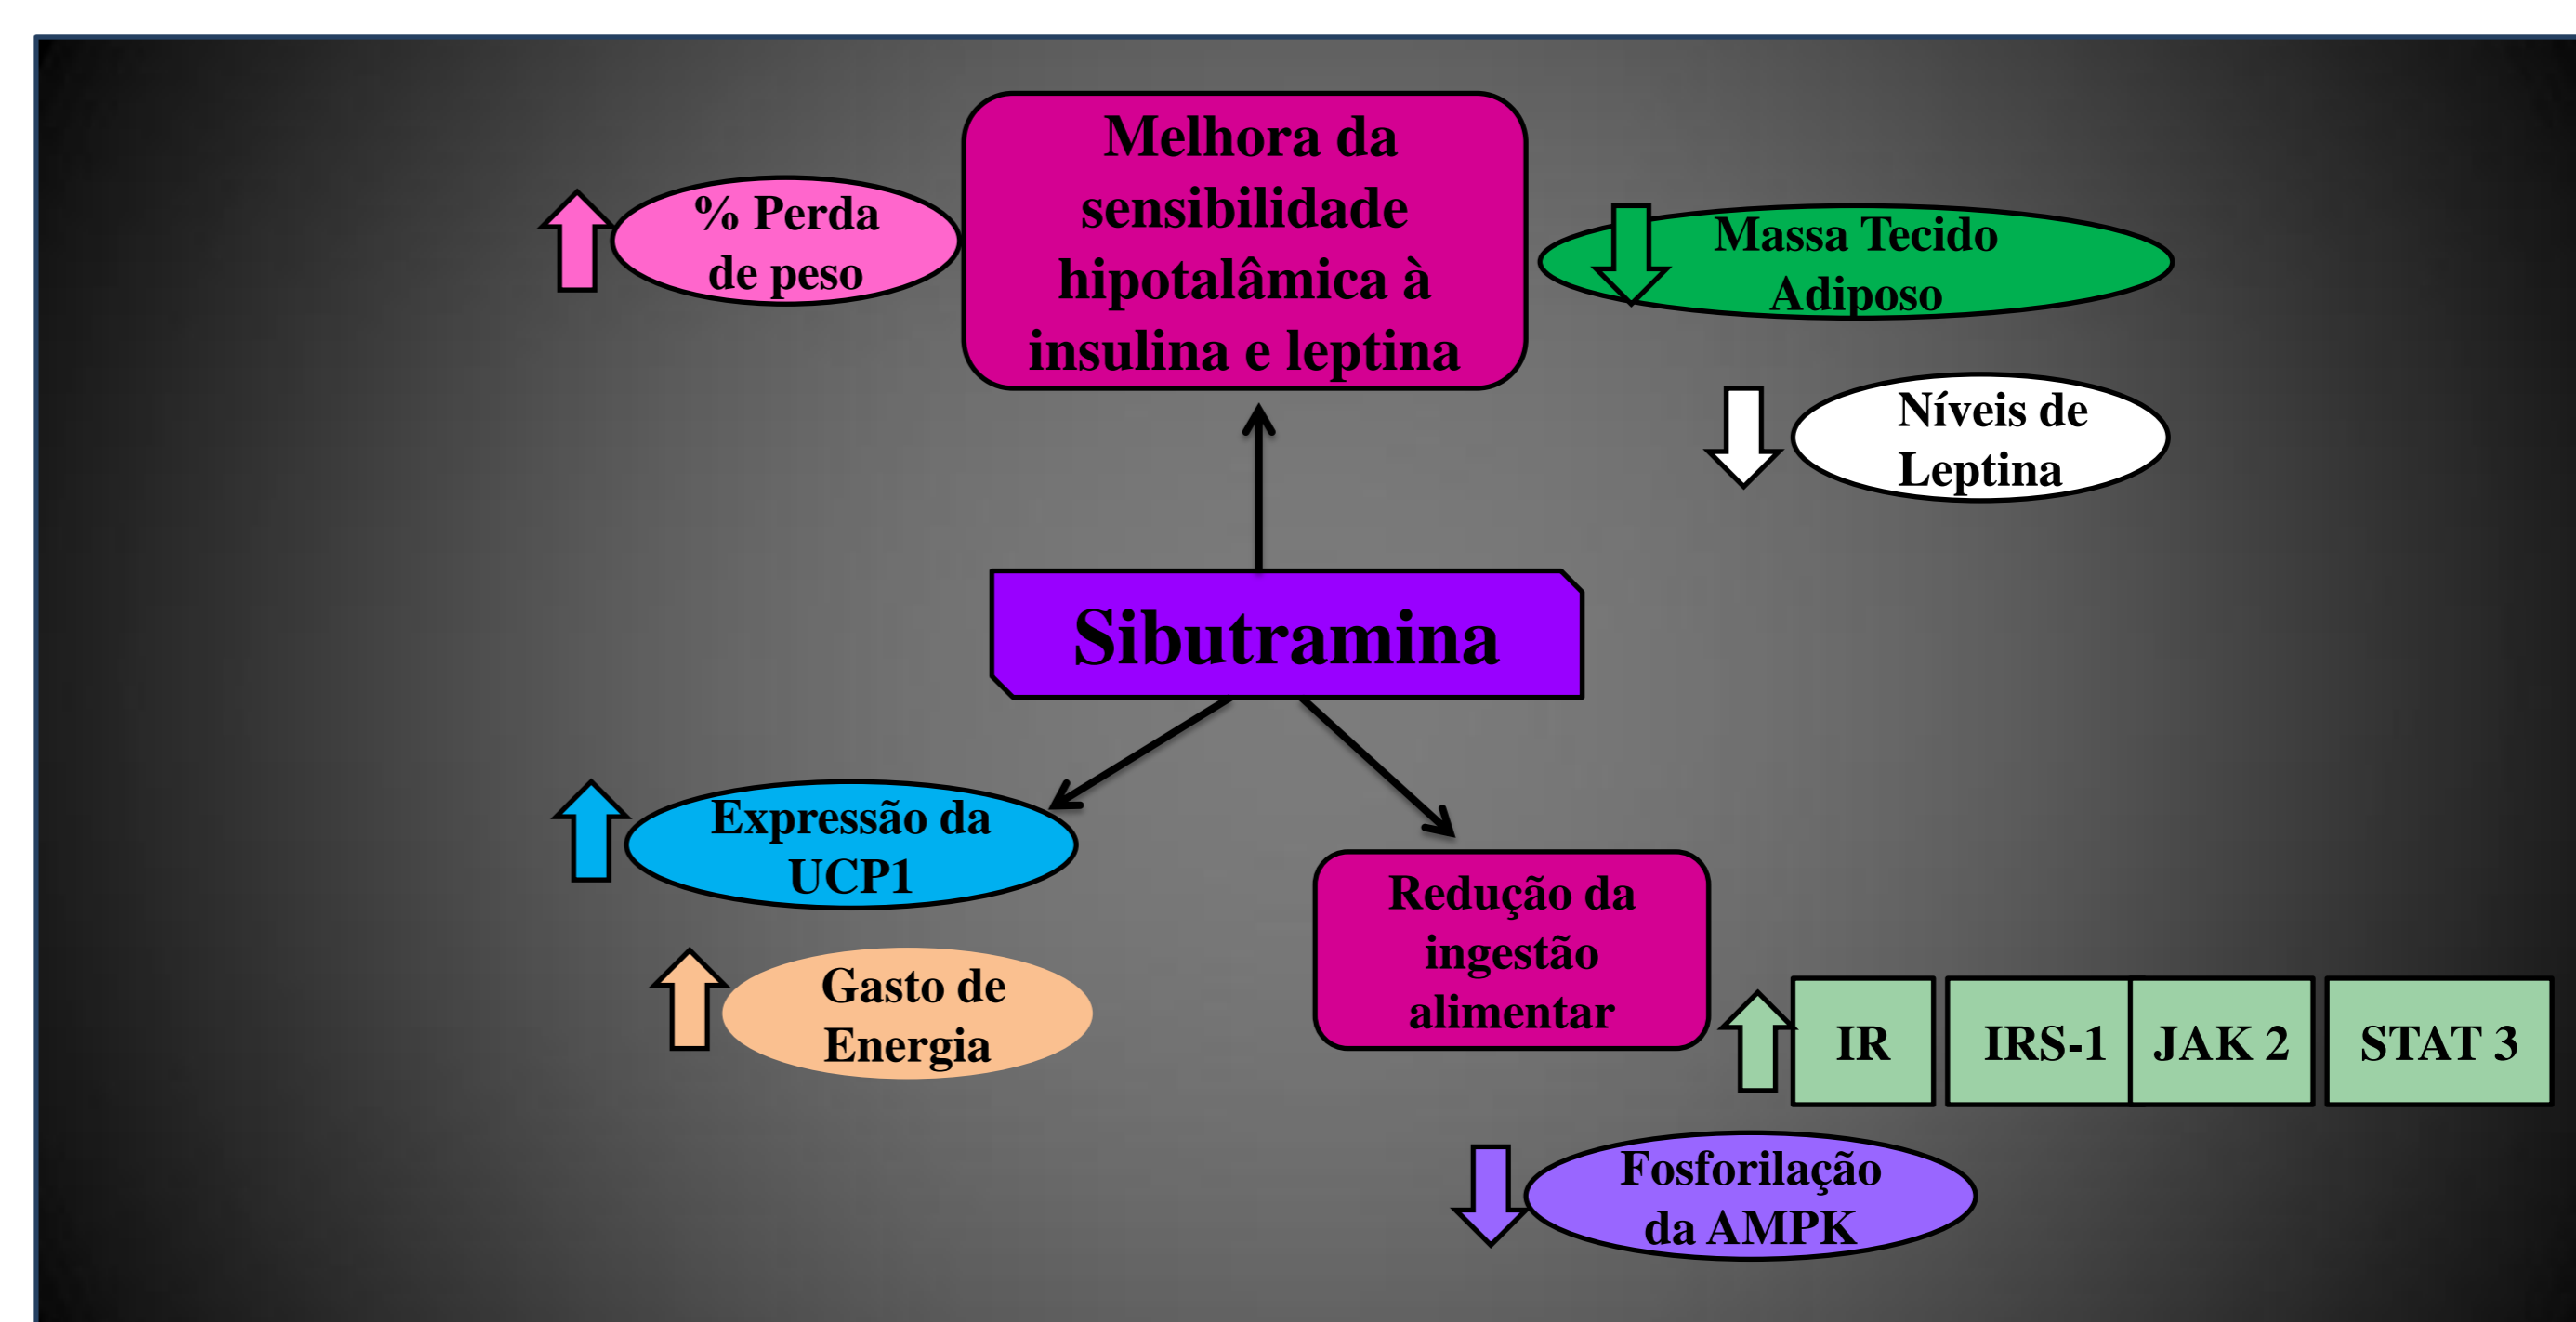 Melhora da
sensibilidade
hipotalâmica à
insulina e leptina
% Perda
de peso
Massa Tecido
Adiposo
Níveis de
Leptina
Sibutramina
Expressão da
UCP1
Gasto de
Energia
Redução da
ingestão
alimentar
IR
IRS-1
JAK 2
STAT 3
Fosforilação
da AMPK